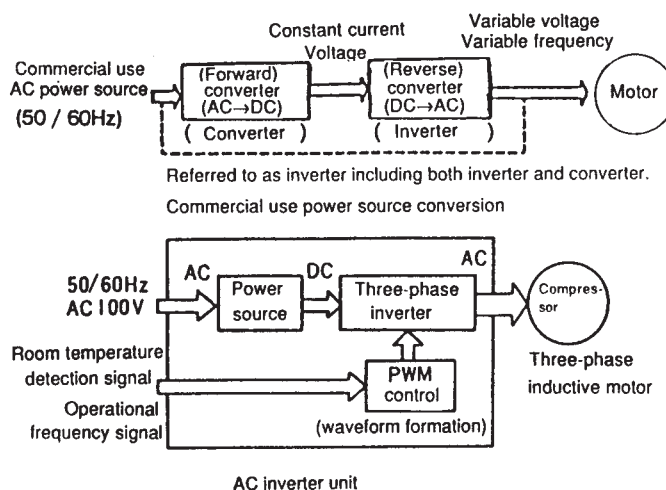 Constant current
Voltage
Variable voltage
Variable frequency
Commercial use
AC power source
(50 / 60Hz)
(Forward)
converter
(AC→DC)
(Reverse)
converter
(DC→AC)
Motor
( Converter )
( Inverter )
Referred to as inverter including both inverter and converter.
Commercial use power source conversion
50/60Hz
AC100V
AC
Power
source
DC
Three-phase
inverter
AC
Compres-
sor
Three-phase
inductive motor
Room temperature
detection signal
Operational
frequency signal
PWM
control
(waveform formation)
AC inverter unit